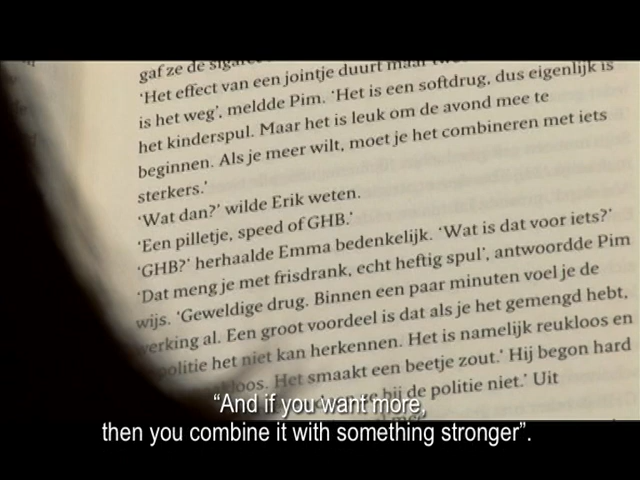 gaf ze de
'Het effect van een jointje duurt maar
is het weg', meldde Pim. 'Het is een softdrug, dus eigenlijk is
het kinderspul. Maar het is leuk om de avond mee te
beginnen. Als je meer wilt, moet je het combineren met iets
sterkers.'
'Wat dan?' wilde Erik weten.
'Een pilletje, speed of GHB.'
'GHB?' herhaalde Emma bedenkelijk. 'Wat is dat voor iets?'
'Dat meng je met frisdrank, echt heftig spul', antwoordde Pim
wijs. 'Geweldige drug. Binnen een paar minuten voel je de
werking al. Een groot voordeel is dat als je het gemengd hebt,
politie het niet kan herkennen. Het is namelijk reukloos en
Het smaakt een beetje zout.' Hij begon hard
bij de politie niet.' Uit
“And if you want more,
then you combine it with something stronger”.